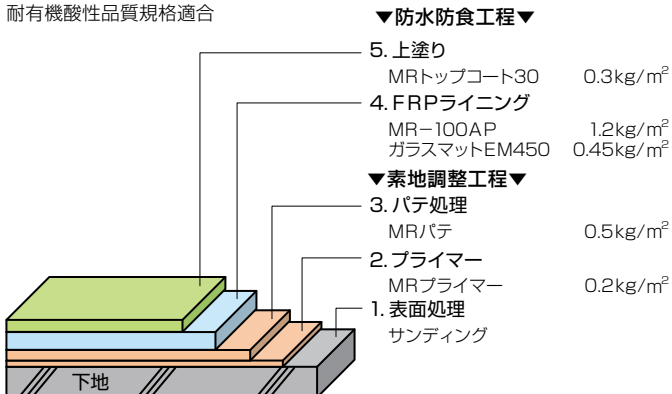 耐有機酸性品質規格適合
▼防水防食工程▼
5. 上塗り
MRトップコート30 0.3kg/m²
4. FRPライニング
MR−100AP 1.2kg/m²
ガラスマットEM450 0.45kg/m²
▼素地調整工程▼
3. パテ処理
MRパテ 0.5kg/m²
2. プライマー
MRプライマー 0.2kg/m²
1. 表面処理
サンディング
下地